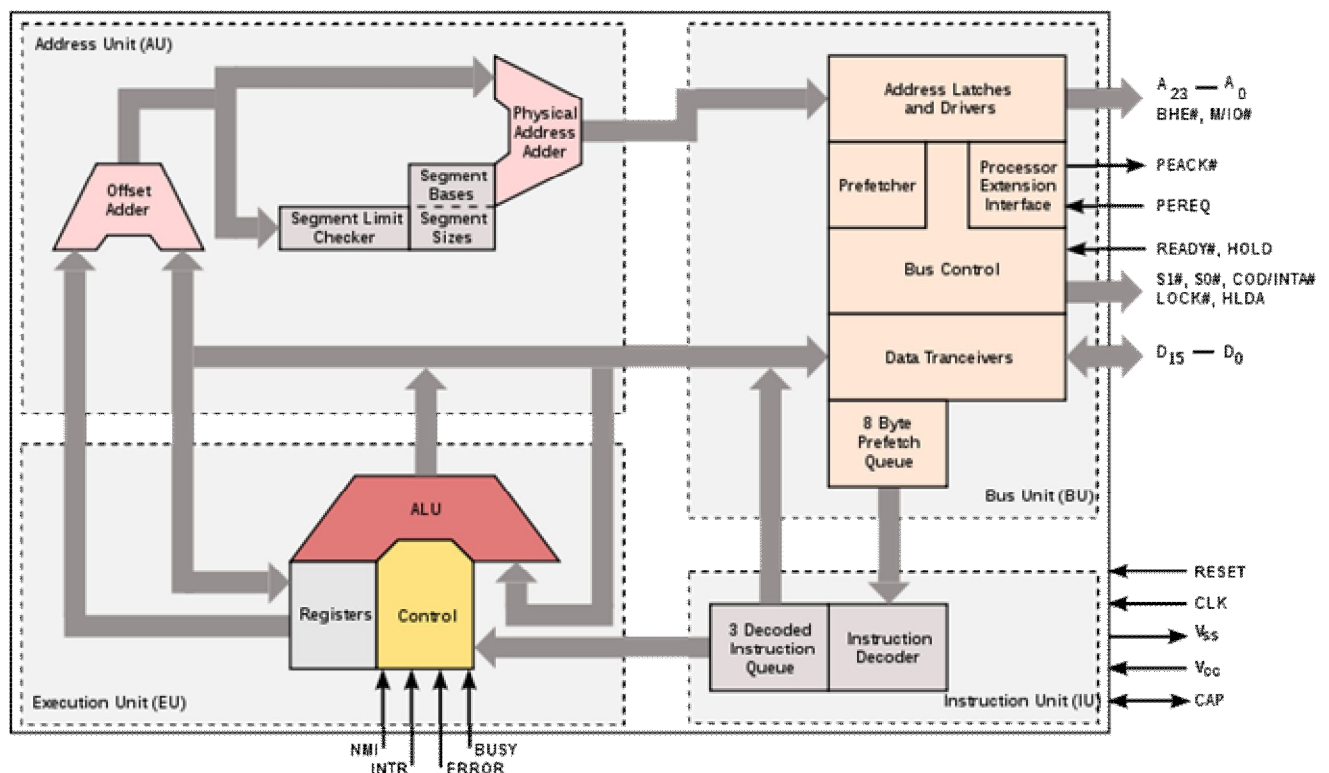 Address Unit (AU)
Offset
Adder
Segment Limit
Checker
Segment
Bases
Segment
Sizes
Physical
Address
Adder
Address Latches
and Drivers
Prefetcher
Processor
Extension
Interface
Bus Control
Data Tranceivers
8 Byte
Prefetch
Queue
Bus Unit (BU)
A23 — A0
BHE#, M/IO#
PEACK#
PEREQ
READY#, HOLD
S1#, S0#, COD/INTA#
LOCK#, HLDA
D15 — D0
ALU
Registers
Control
Execution Unit (EU)
NMI
INTR
ERROR
BUSY
3 Decoded
Instruction
Queue
Instruction
Decoder
Instruction Unit (IU)
RESET
CLK
VSS
VCC
CAP